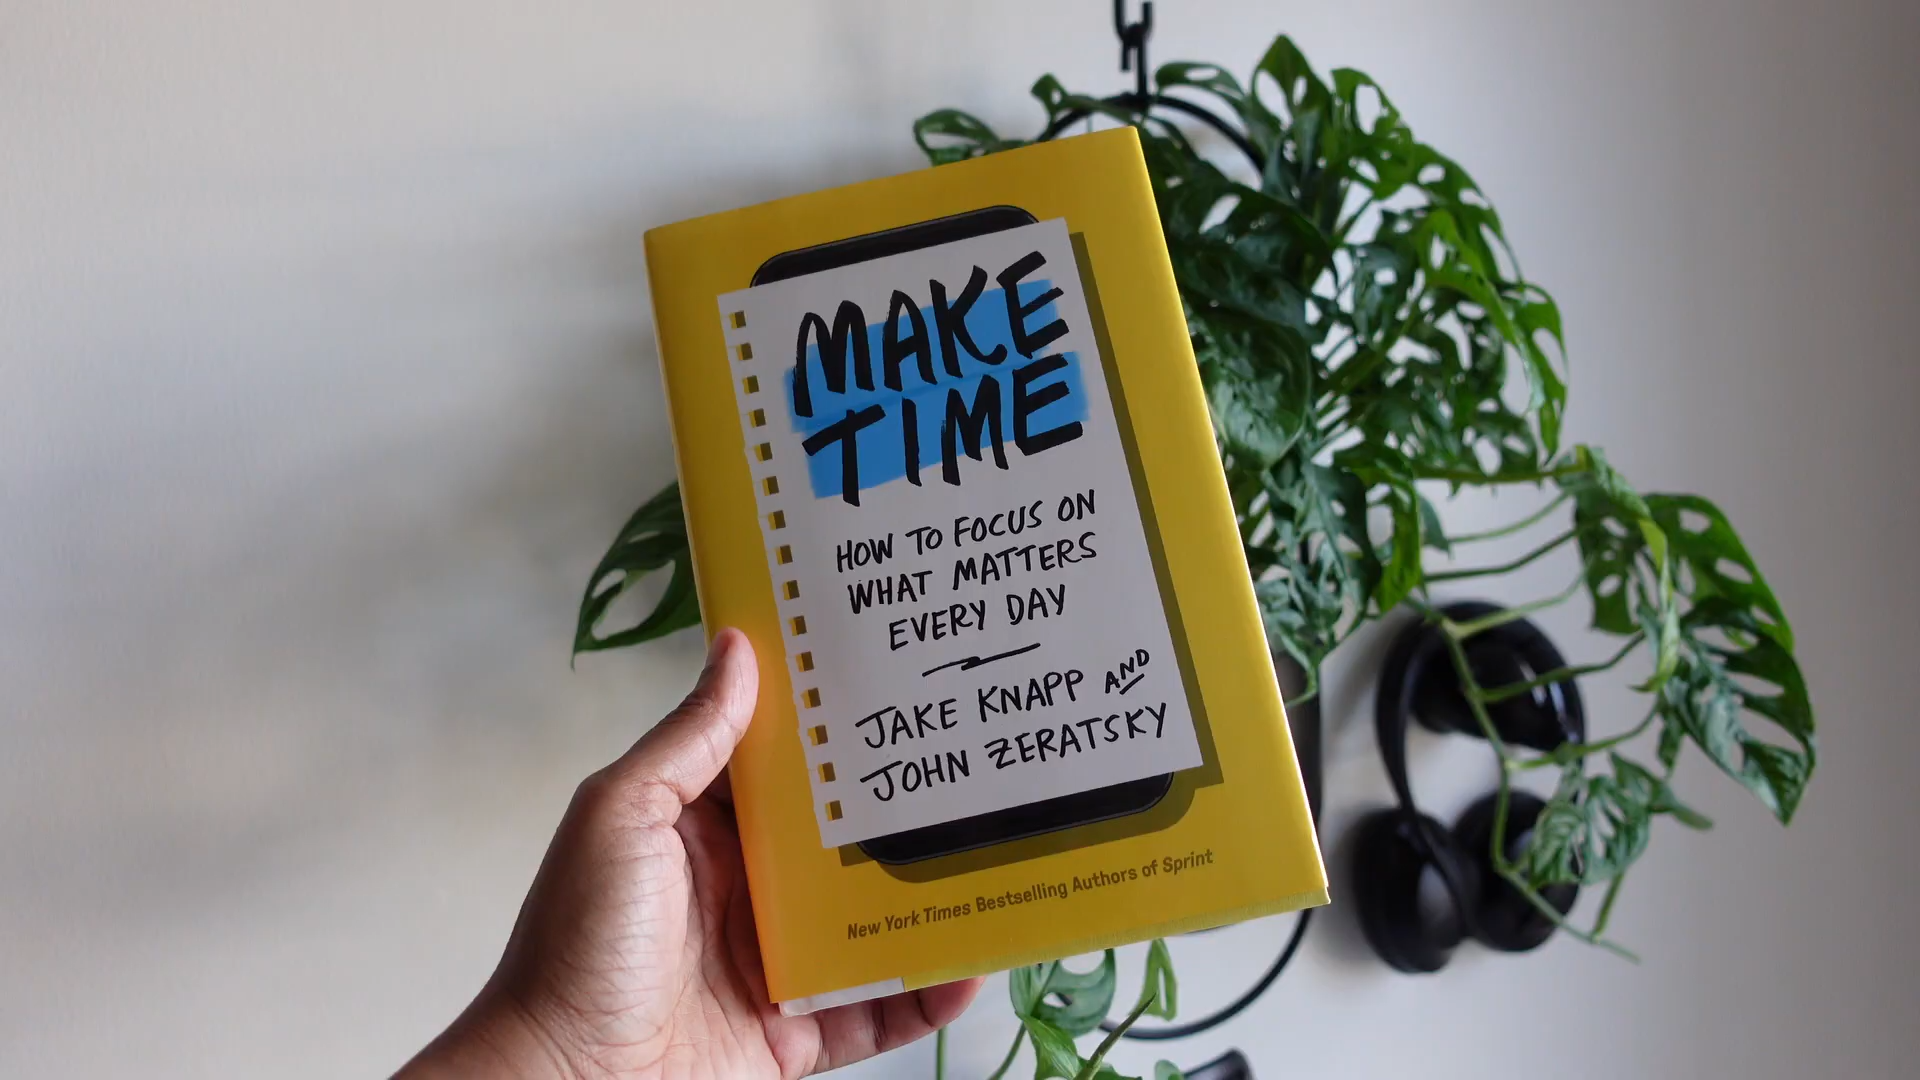 MAKE
TIME
HOW TO FOCUS ON
WHAT MATTERS
EVERY DAY
JAKE KNAPP AND
JOHN ZERATSKY
New York Times Bestselling Authors of Sprint